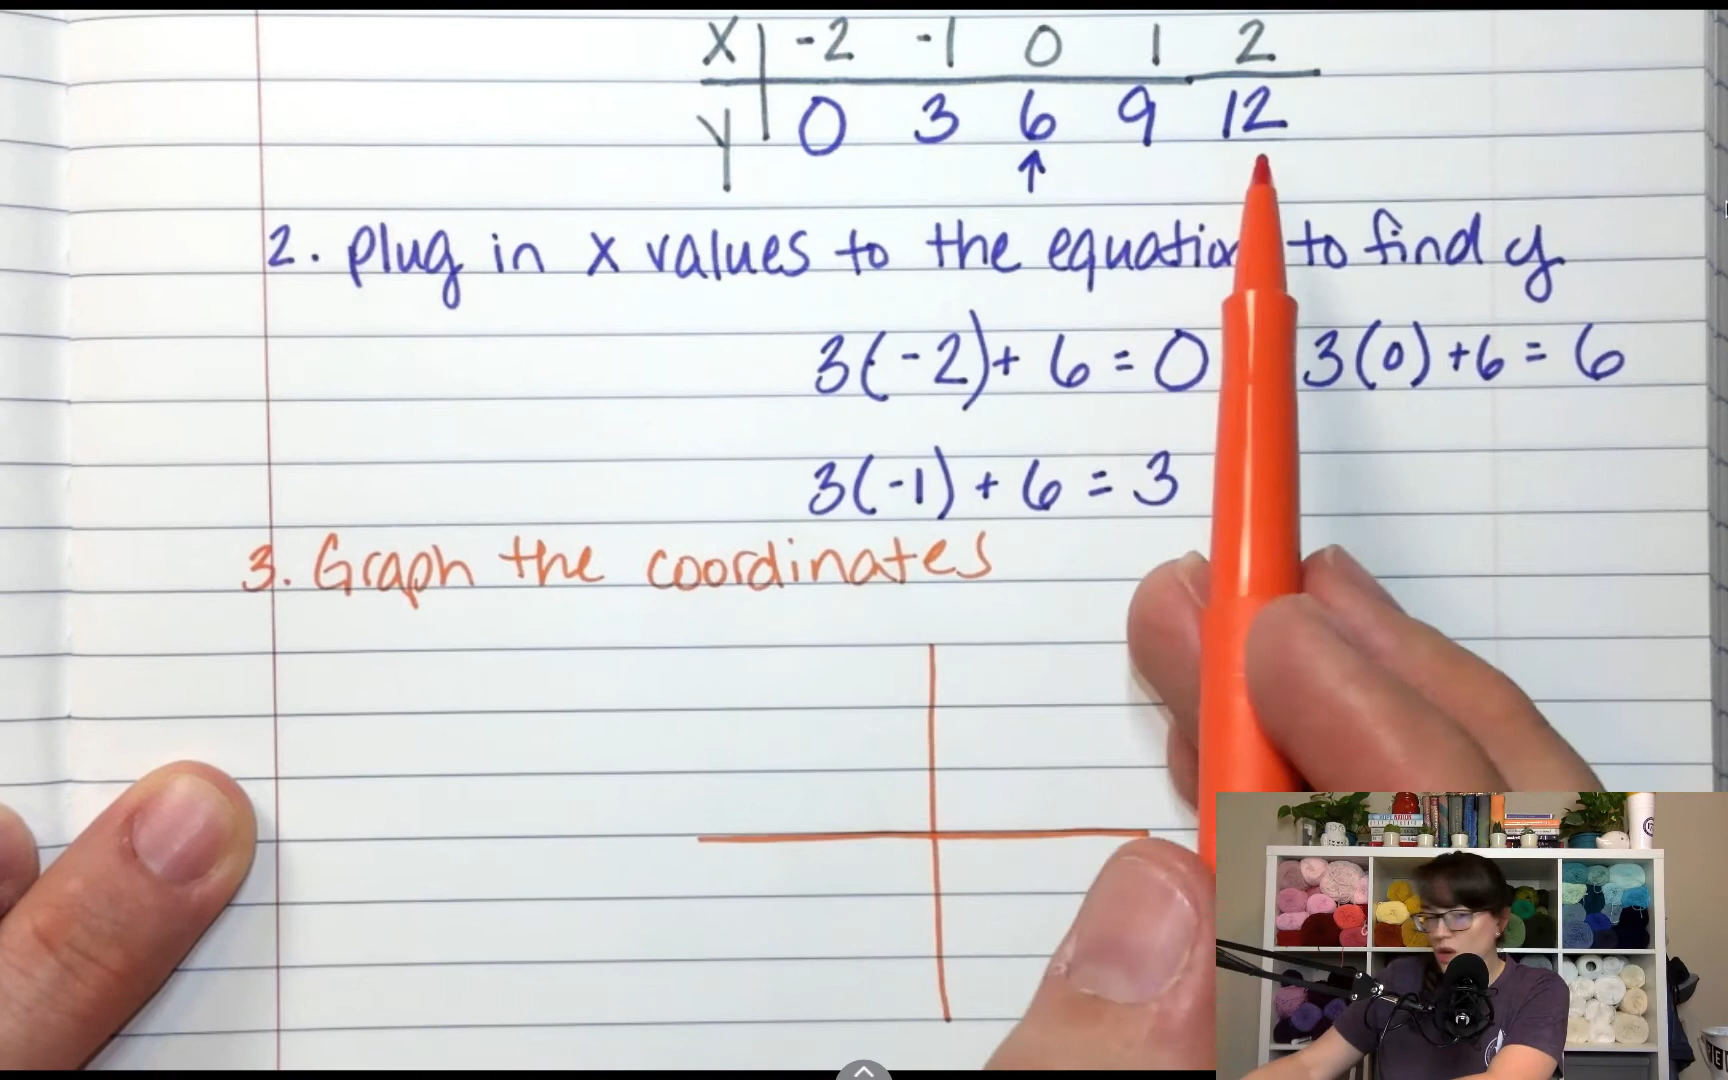 X -2 -1 0 1 2
y 0 3 6 9 12
↑
2. plug in x values to the equation to find y
3(-2)+ 6 = 0 3(0) +6 = 6
3(-1) + 6 = 3
3. Graph the coordinates